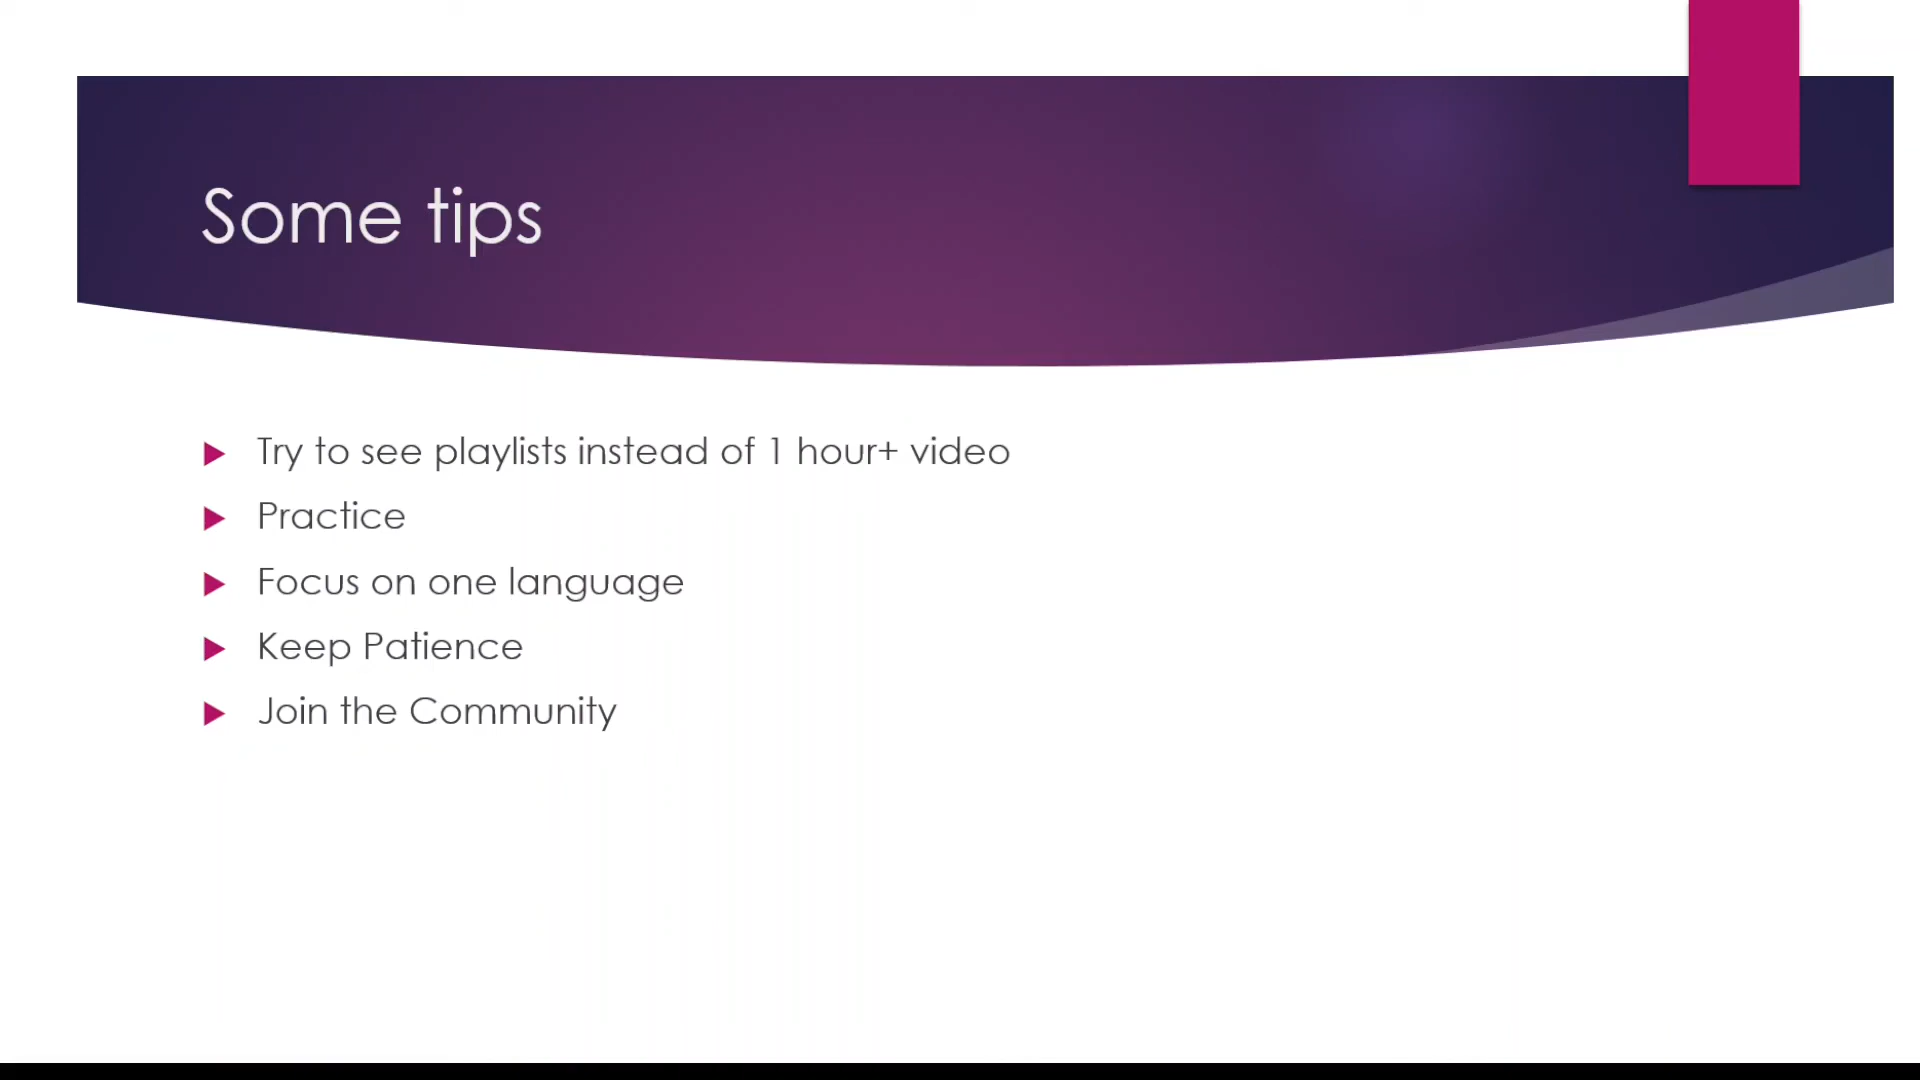 Some tips
Try to see playlists instead of 1 hour+ video
Practice
Focus on one language
Keep Patience
Join the Community